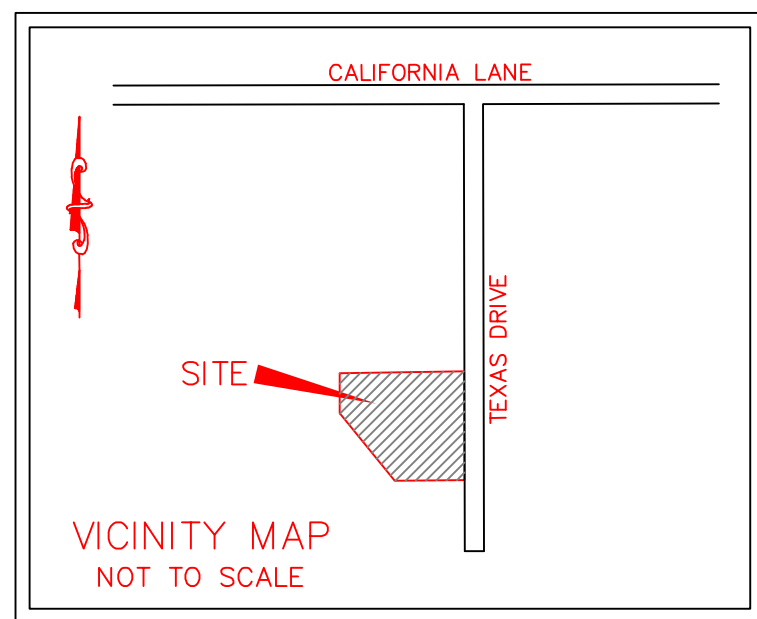 CALIFORNIA LANE
TEXAS DRIVE
SITE
VICINITY MAP
NOT TO SCALE